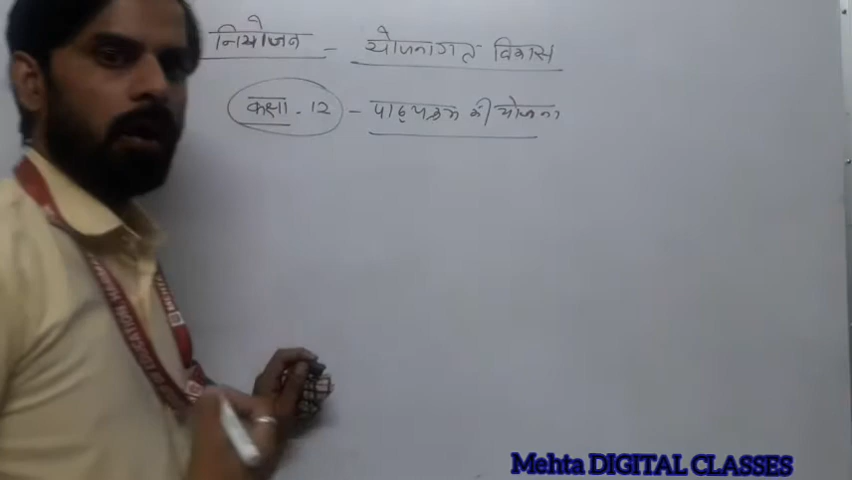 नियोजन - योजनागत विकास
कक्षा - 12 - पाठ्यक्रम की योजना
Mehta DIGITAL CLASSES